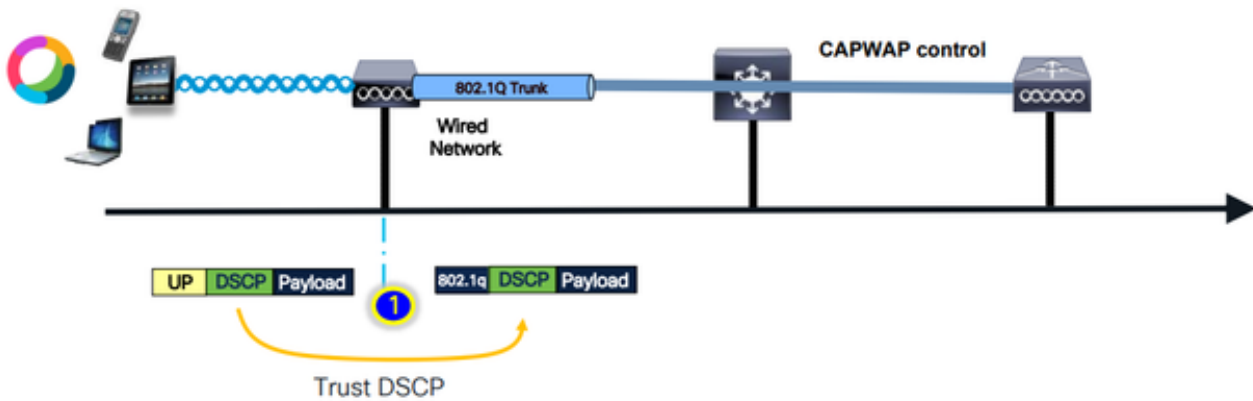 CAPWAP control
802.1Q Trunk
Wired
Network
UP DSCP Payload
1
802.1q DSCP Payload
Trust DSCP